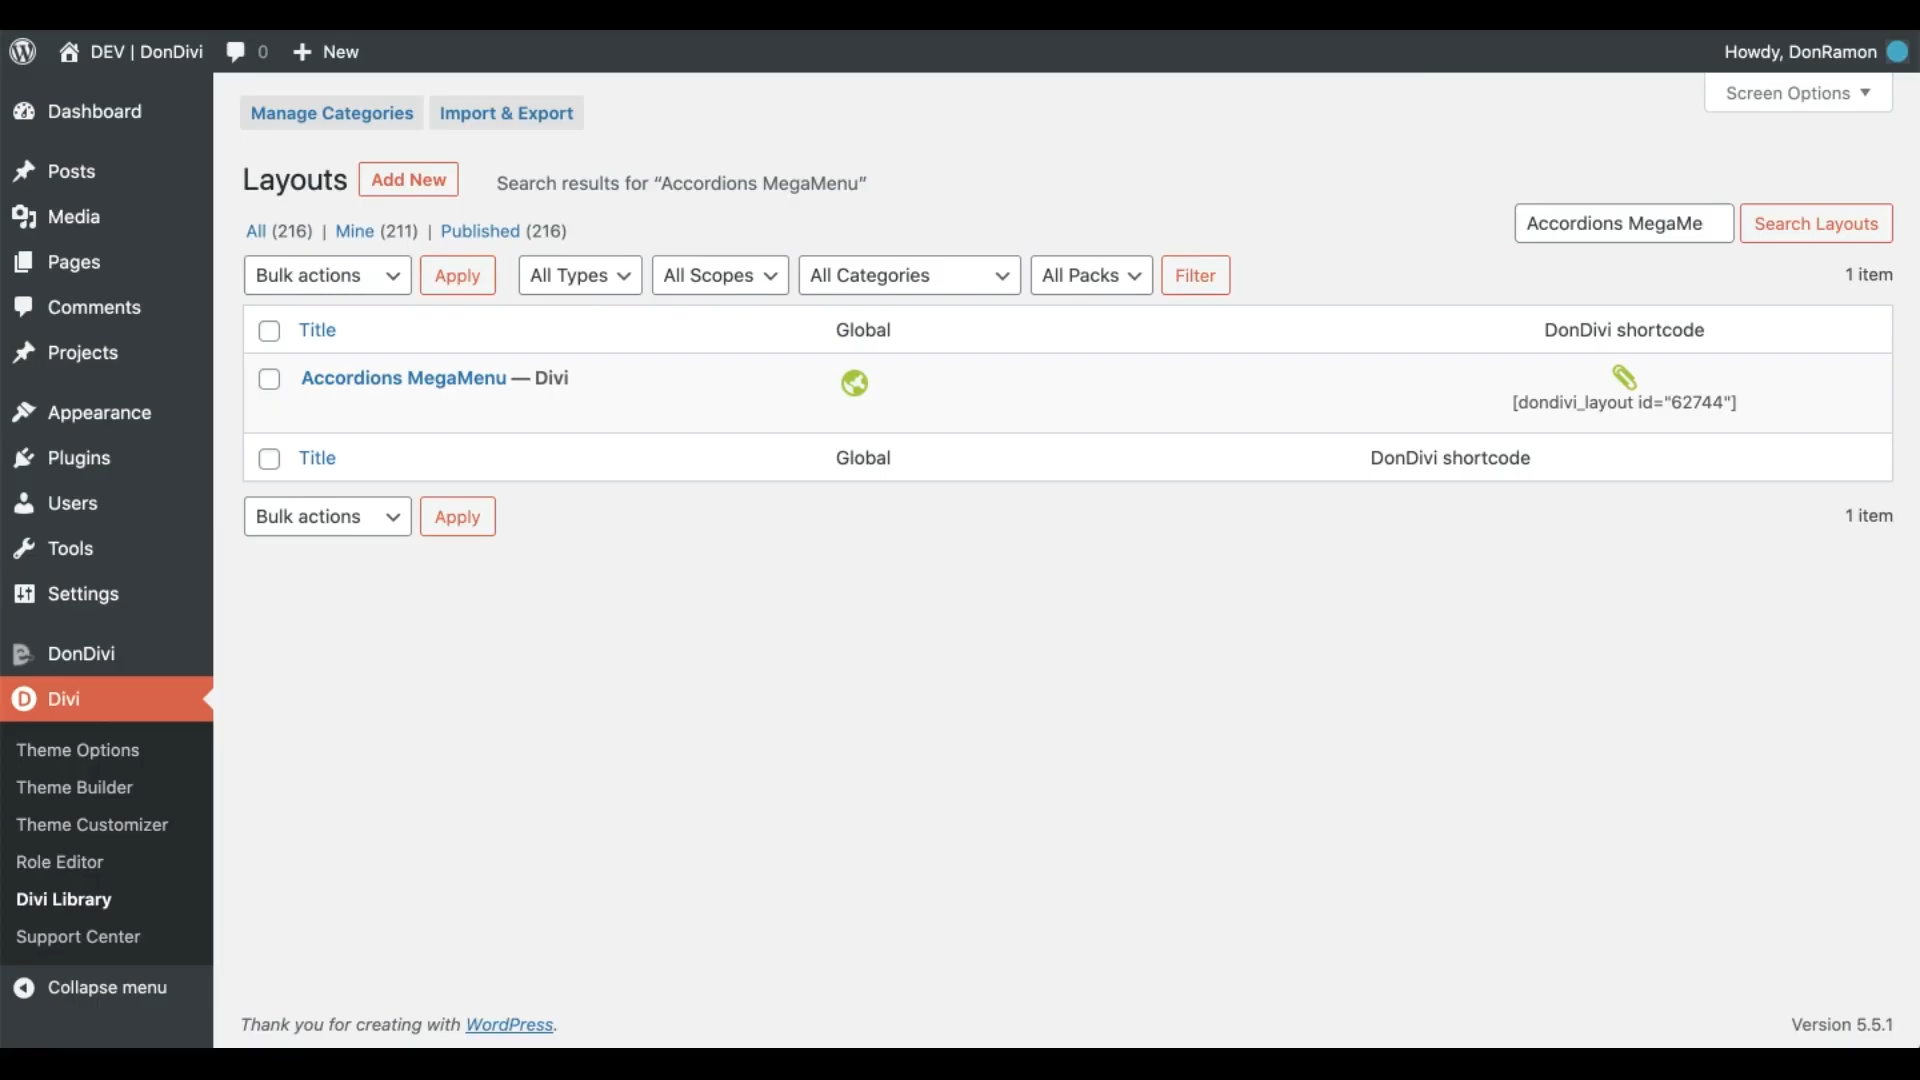 DEV | DonDivi 0 New Howdy, DonRamon
Dashboard
Posts
Media
Pages
Comments
Projects
Appearance
Plugins
Users
Tools
Settings
DonDivi
Divi
Theme Options
Theme Builder
Theme Customizer
Role Editor
Divi Library
Support Center
Collapse menu
Manage Categories Import & Export Screen Options
Layouts Add New Search results for “Accordions MegaMenu”
All (216) | Mine (211) | Published (216) Accordions MegaMe Search Layouts
Bulk actions Apply All Types All Scopes All Categories All Packs Filter 1 item
Title Global DonDivi shortcode
Accordions MegaMenu — Divi
[dondivi_layout id="62744"]
Title Global DonDivi shortcode
Bulk actions Apply 1 item
Thank you for creating with WordPress. Version 5.5.1